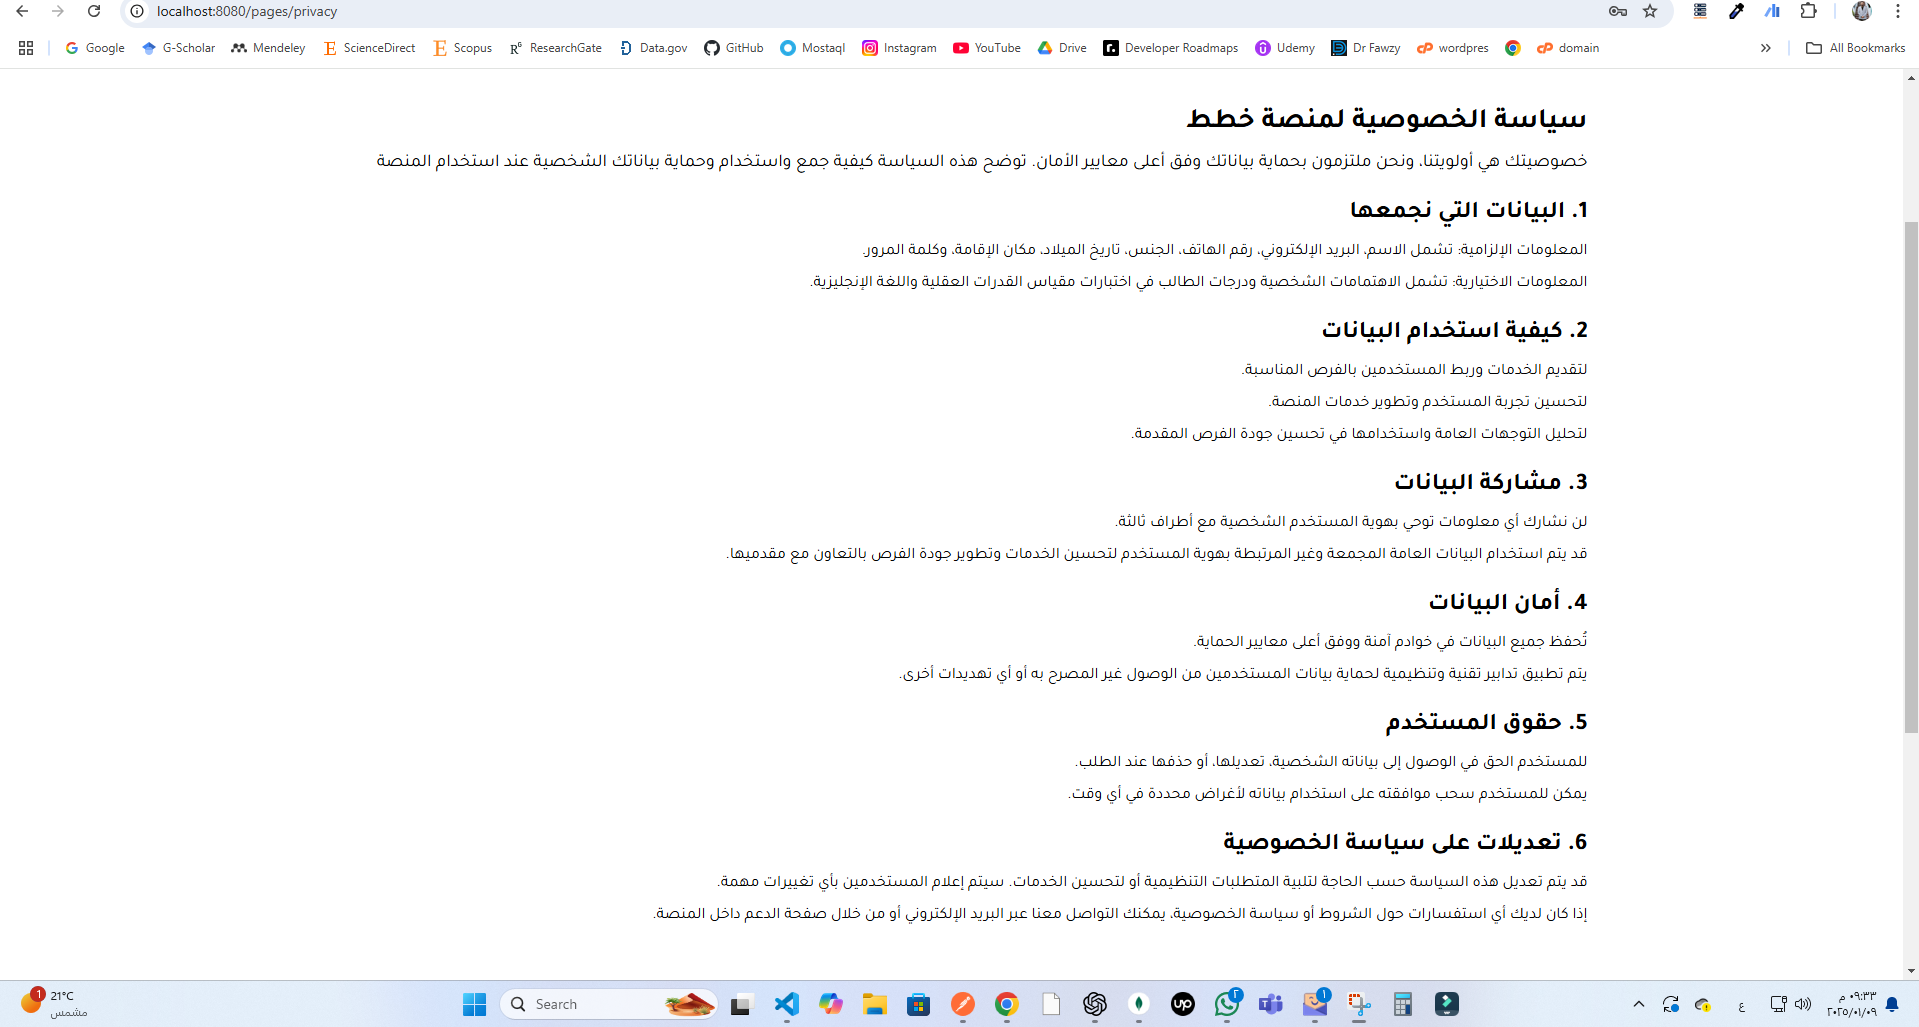 localhost:8080/pages/privacy
Google G-Scholar Mendeley ScienceDirect Scopus ResearchGate Data.gov GitHub Mostaql Instagram YouTube Drive Developer Roadmaps Udemy Dr Fawzy wordpres domain All Bookmarks
سياسة الخصوصية لمنصة خطط
خصوصيتك هي أولويتنا، ونحن ملتزمون بحماية بياناتك وفق أعلى معايير الأمان. توضح هذه السياسة كيفية جمع واستخدام وحماية بياناتك الشخصية عند استخدام المنصة
1. البيانات التي نجمعها
المعلومات الإلزامية: تشمل الاسم، البريد الإلكتروني، رقم الهاتف، الجنس، تاريخ الميلاد، مكان الإقامة، وكلمة المرور.
المعلومات الاختيارية: تشمل الاهتمامات الشخصية ودرجات الطالب في اختبارات مقياس القدرات العقلية واللغة الإنجليزية.
2. كيفية استخدام البيانات
لتقديم الخدمات وربط المستخدمين بالفرص المناسبة.
لتحسين تجربة المستخدم وتطوير خدمات المنصة.
لتحليل التوجهات العامة واستخدامها في تحسين جودة الفرص المقدمة.
3. مشاركة البيانات
لن نشارك أي معلومات توحي بهوية المستخدم الشخصية مع أطراف ثالثة.
قد يتم استخدام البيانات العامة المجمعة وغير المرتبطة بهوية المستخدم لتحسين الخدمات وتطوير جودة الفرص بالتعاون مع مقدميها.
4. أمان البيانات
تُحفظ جميع البيانات في خوادم آمنة ووفق أعلى معايير الحماية.
يتم تطبيق تدابير تقنية وتنظيمية لحماية بيانات المستخدمين من الوصول غير المصرح به أو أي تهديدات أخرى.
5. حقوق المستخدم
للمستخدم الحق في الوصول إلى بياناته الشخصية، تعديلها، أو حذفها عند الطلب.
يمكن للمستخدم سحب موافقته على استخدام بياناته لأغراض محددة في أي وقت.
6. تعديلات على سياسة الخصوصية
قد يتم تعديل هذه السياسة حسب الحاجة لتلبية المتطلبات التنظيمية أو لتحسين الخدمات. سيتم إعلام المستخدمين بأي تغييرات مهمة.
إذا كان لديك أي استفسارات حول الشروط أو سياسة الخصوصية، يمكنك التواصل معنا عبر البريد الإلكتروني أو من خلال صفحة الدعم داخل المنصة.
1 21°C
مشمس
Search
up
٢
١
ع
٠٩:٣٣ م
٢٠٢٥/٠١/٠٩